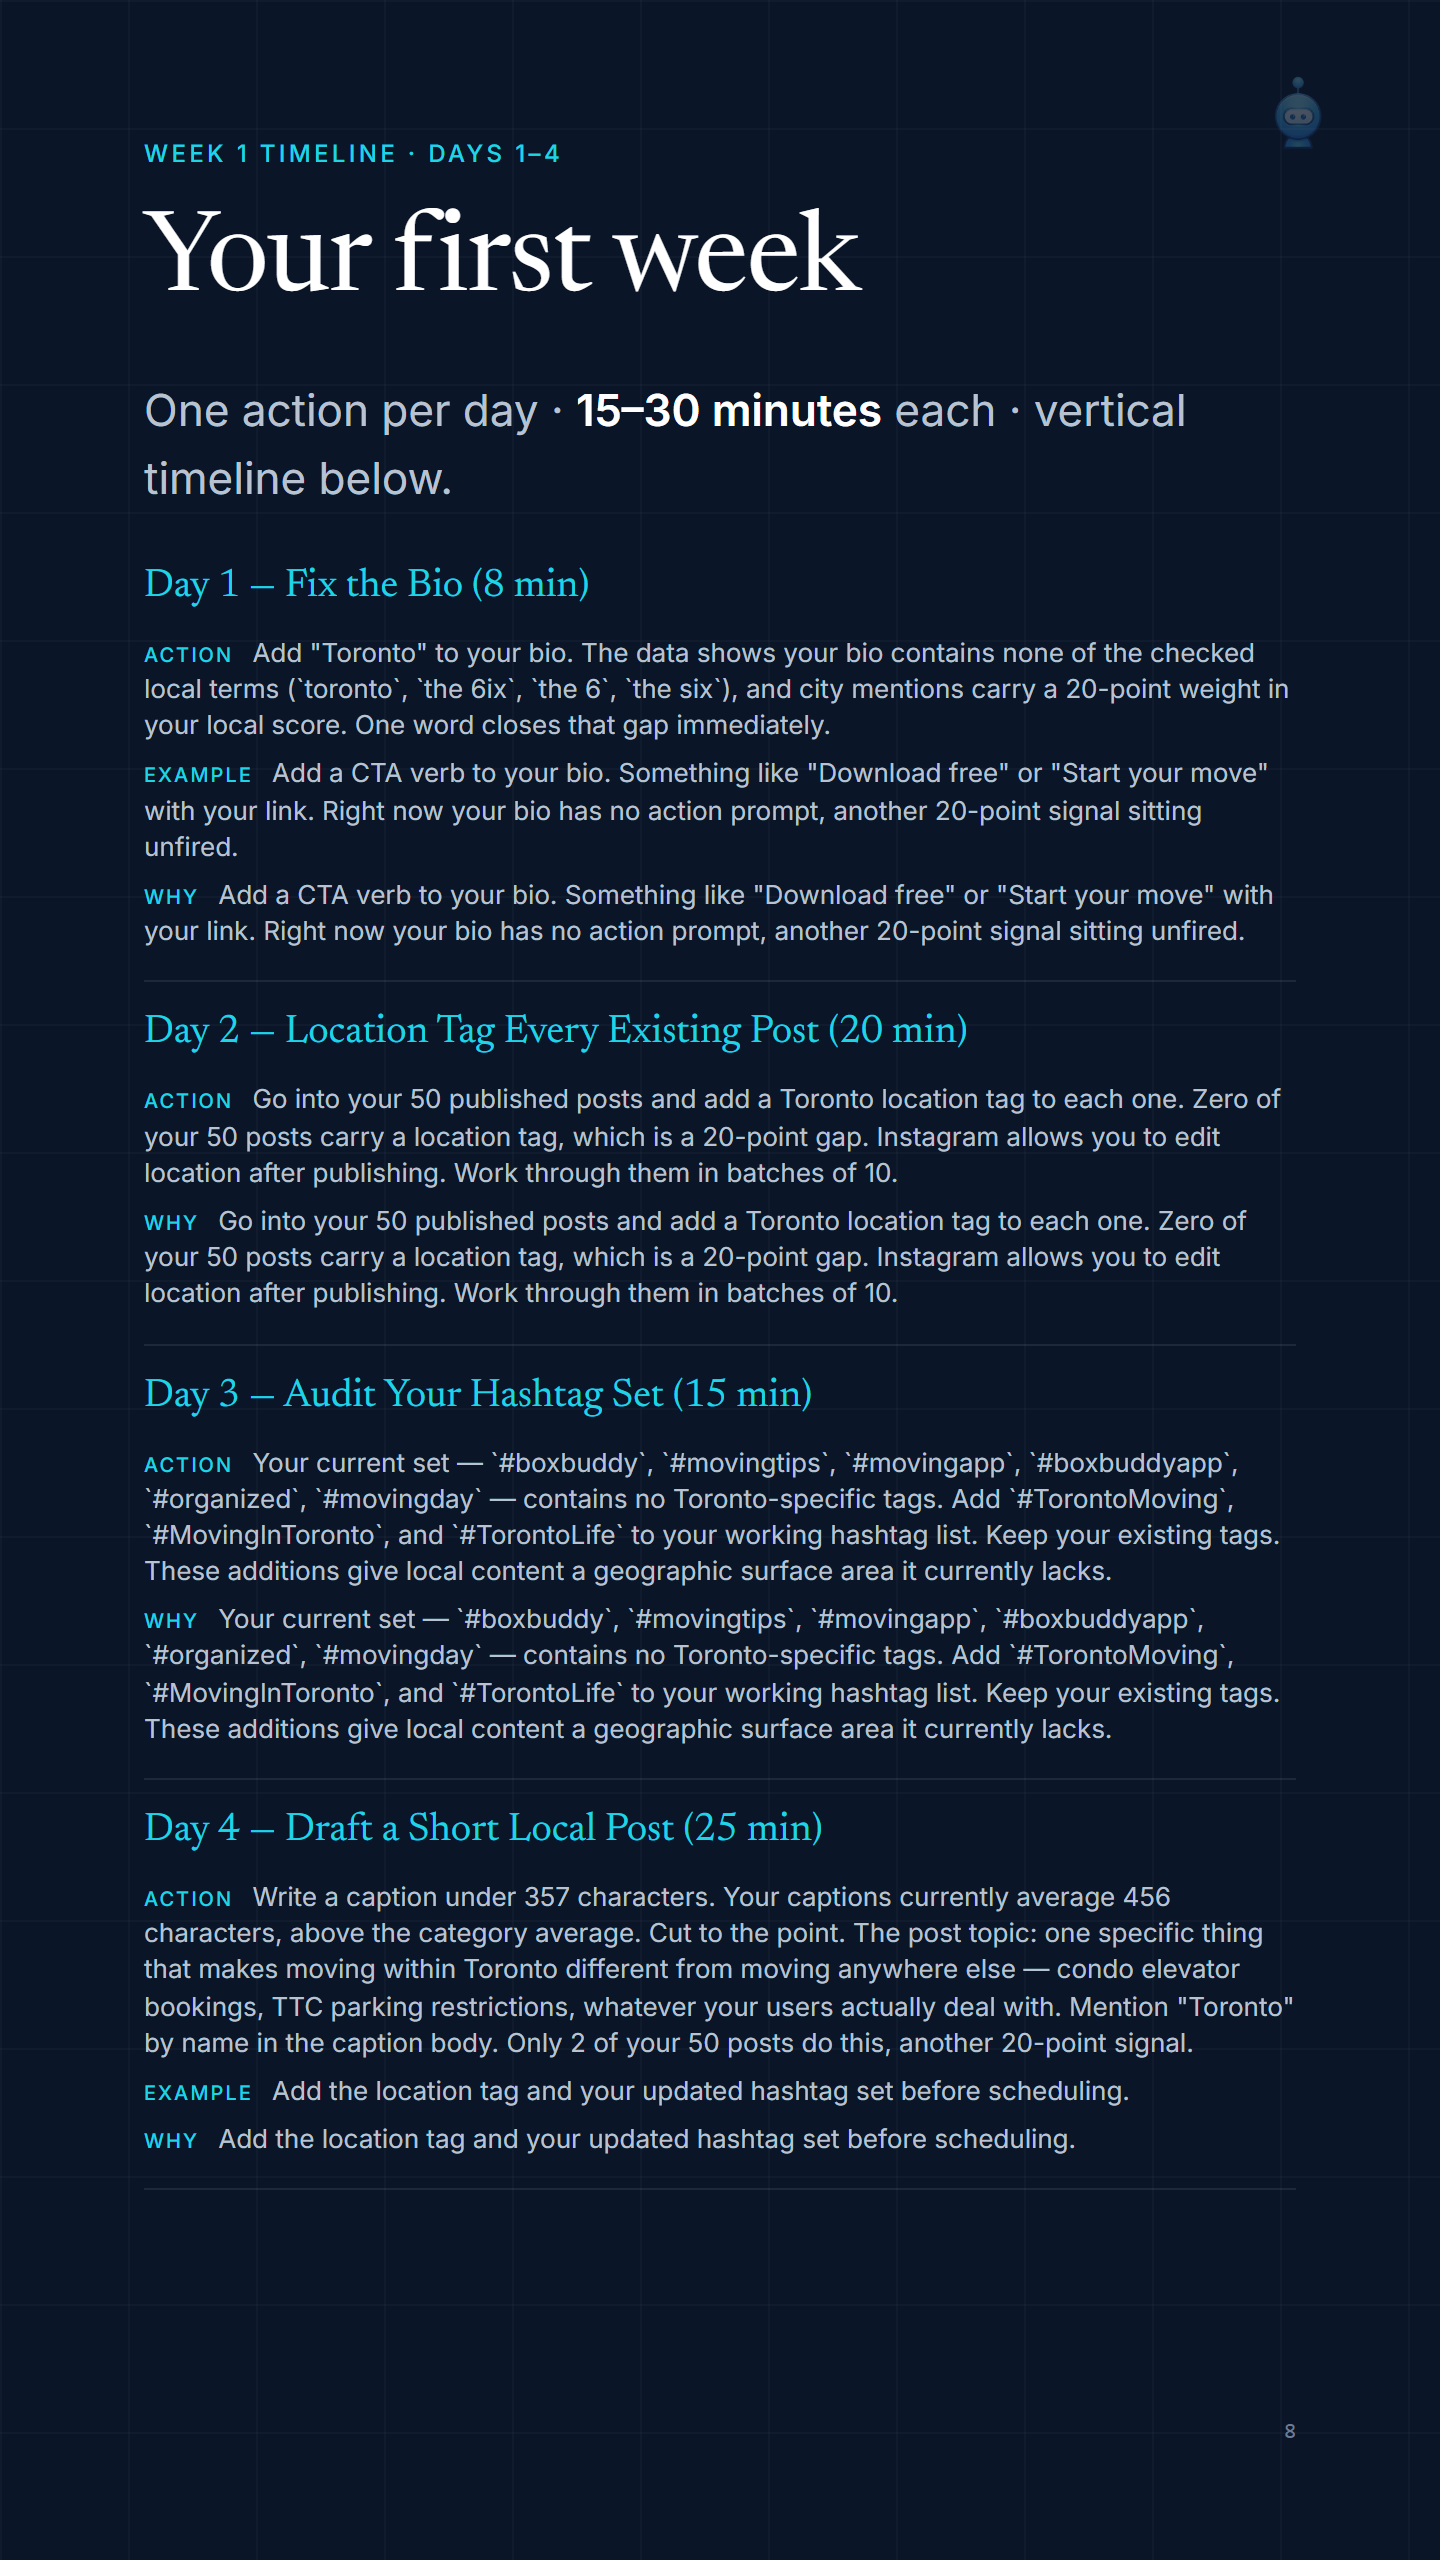 WEEK 1 TIMELINE · DAYS 1–4
Your first week
One action per day · 15–30 minutes each · vertical
timeline below.
Day 1 – Fix the Bio (8 min)
ACTION Add "Toronto" to your bio. The data shows your bio contains none of the checked
local terms (`toronto`, `the 6ix`, `the 6`, `the six`), and city mentions carry a 20-point weight in
your local score. One word closes that gap immediately.
EXAMPLE Add a CTA verb to your bio. Something like "Download free" or "Start your move"
with your link. Right now your bio has no action prompt, another 20-point signal sitting
unfired.
WHY Add a CTA verb to your bio. Something like "Download free" or "Start your move" with
your link. Right now your bio has no action prompt, another 20-point signal sitting unfired.
Day 2 – Location Tag Every Existing Post (20 min)
ACTION Go into your 50 published posts and add a Toronto location tag to each one. Zero of
your 50 posts carry a location tag, which is a 20-point gap. Instagram allows you to edit
location after publishing. Work through them in batches of 10.
WHY Go into your 50 published posts and add a Toronto location tag to each one. Zero of
your 50 posts carry a location tag, which is a 20-point gap. Instagram allows you to edit
location after publishing. Work through them in batches of 10.
Day 3 – Audit Your Hashtag Set (15 min)
ACTION Your current set — `#boxbuddy`, `#movingtips`, `#movingapp`, `#boxbuddyapp`,
`#organized`, `#movingday` — contains no Toronto-specific tags. Add `#TorontoMoving`,
`#MovingInToronto`, and `#TorontoLife` to your working hashtag list. Keep your existing tags.
These additions give local content a geographic surface area it currently lacks.
WHY Your current set — `#boxbuddy`, `#movingtips`, `#movingapp`, `#boxbuddyapp`,
`#organized`, `#movingday` — contains no Toronto-specific tags. Add `#TorontoMoving`,
`#MovingInToronto`, and `#TorontoLife` to your working hashtag list. Keep your existing tags.
These additions give local content a geographic surface area it currently lacks.
Day 4 – Draft a Short Local Post (25 min)
ACTION Write a caption under 357 characters. Your captions currently average 456
characters, above the category average. Cut to the point. The post topic: one specific thing
that makes moving within Toronto different from moving anywhere else — condo elevator
bookings, TTC parking restrictions, whatever your users actually deal with. Mention "Toronto"
by name in the caption body. Only 2 of your 50 posts do this, another 20-point signal.
EXAMPLE Add the location tag and your updated hashtag set before scheduling.
WHY Add the location tag and your updated hashtag set before scheduling.
8